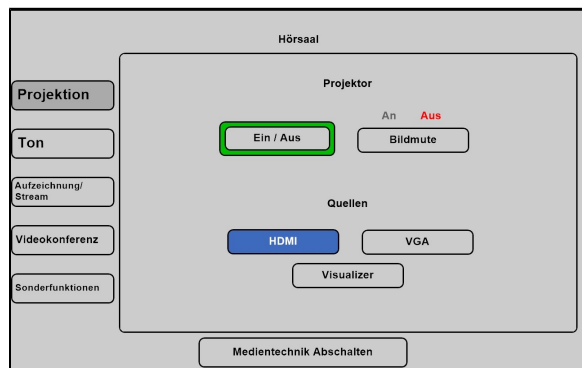 Hörsaal
Projektion
Ton
Aufzeichnung/
Stream
Videokonferenz
Sonderfunktionen
Projektor
An Aus
Ein / Aus
Bildmute
Quellen
HDMI
VGA
Visualizer
Medientechnik Abschalten